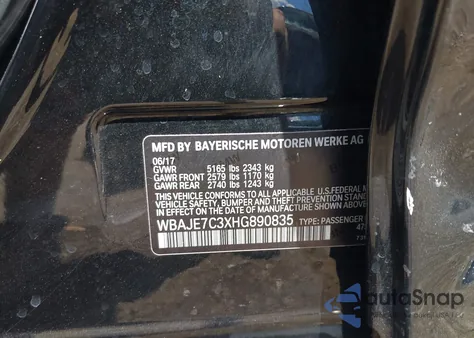 MFD BY BAYERISCHE MOTOREN WERKE AG
06/17
GVWR 5165 lbs 2343 kg
GAWR FRONT 2579 lbs 1170 kg
GAWR REAR 2740 lbs 1243 kg
THIS VEHICLE CONFORMS TO ALL APPLICABLE U.S. FEDERAL M
VEHICLE SAFETY, BUMPER, AND THEFT PREVENTION STANDARD
EFFECT ON THE DATE OF MANUFACTURE SHOWN ABOVE.
WBAJE7C3XHG890835 TYPE: PASSENGER
47
autoSnap